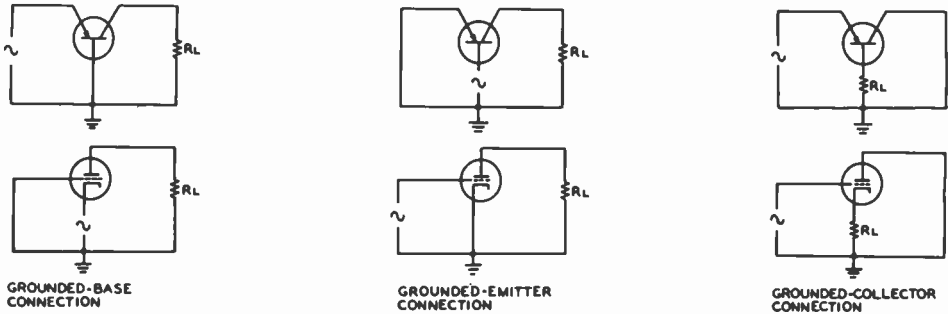 RL
RL
RL
RL
RL
RL
GROUNDED-BASE
CONNECTION
GROUNDED-EMITTER
CONNECTION
GROUNDED-COLLECTOR
CONNECTION